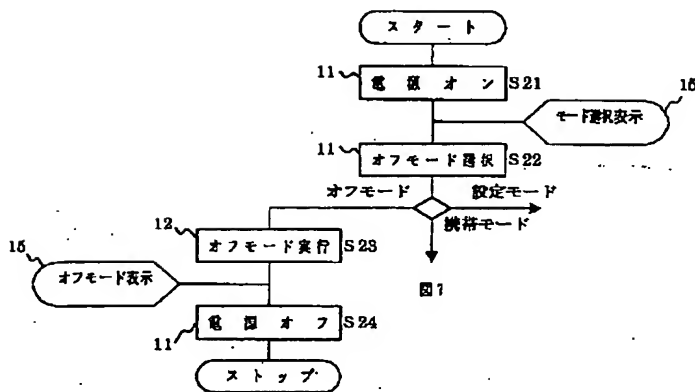 スタート
11 電源オン S21
15
モード選択表示
11 オフモード選択 S22
オフモード 設定モード
携帯モード
12 オフモード実行 S23
15
オフモード表示
図7
11 電源オフ S24
ストップ